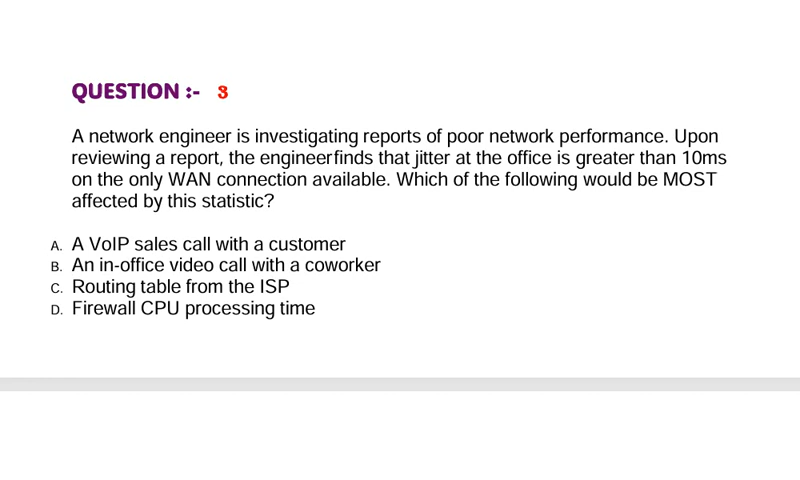 QUESTION :- 3
A network engineer is investigating reports of poor network performance. Upon
reviewing a report, the engineerfinds that jitter at the office is greater than 10ms
on the only WAN connection available. Which of the following would be MOST
affected by this statistic?
A. A VoIP sales call with a customer
B. An in-office video call with a coworker
C. Routing table from the ISP
D. Firewall CPU processing time